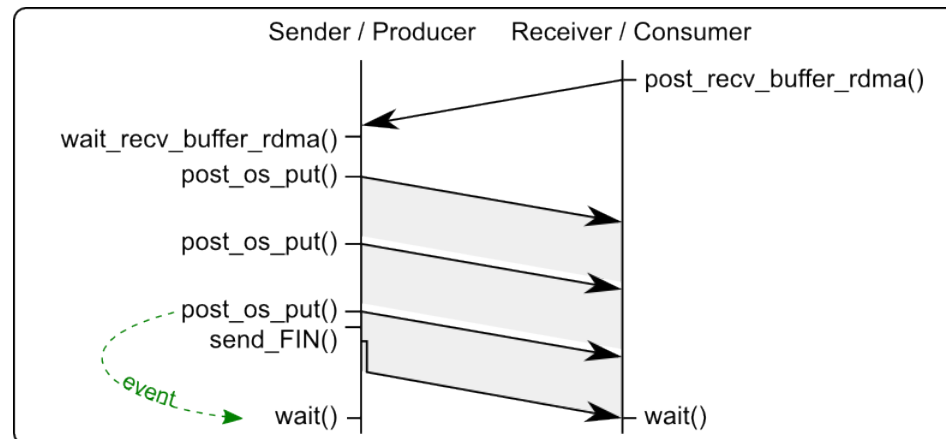 Sender / Producer Receiver / Consumer
post_recv_buffer_rdma()
wait_recv_buffer_rdma()
post_os_put()
post_os_put()
post_os_put()
send_FIN()
event
wait() wait()